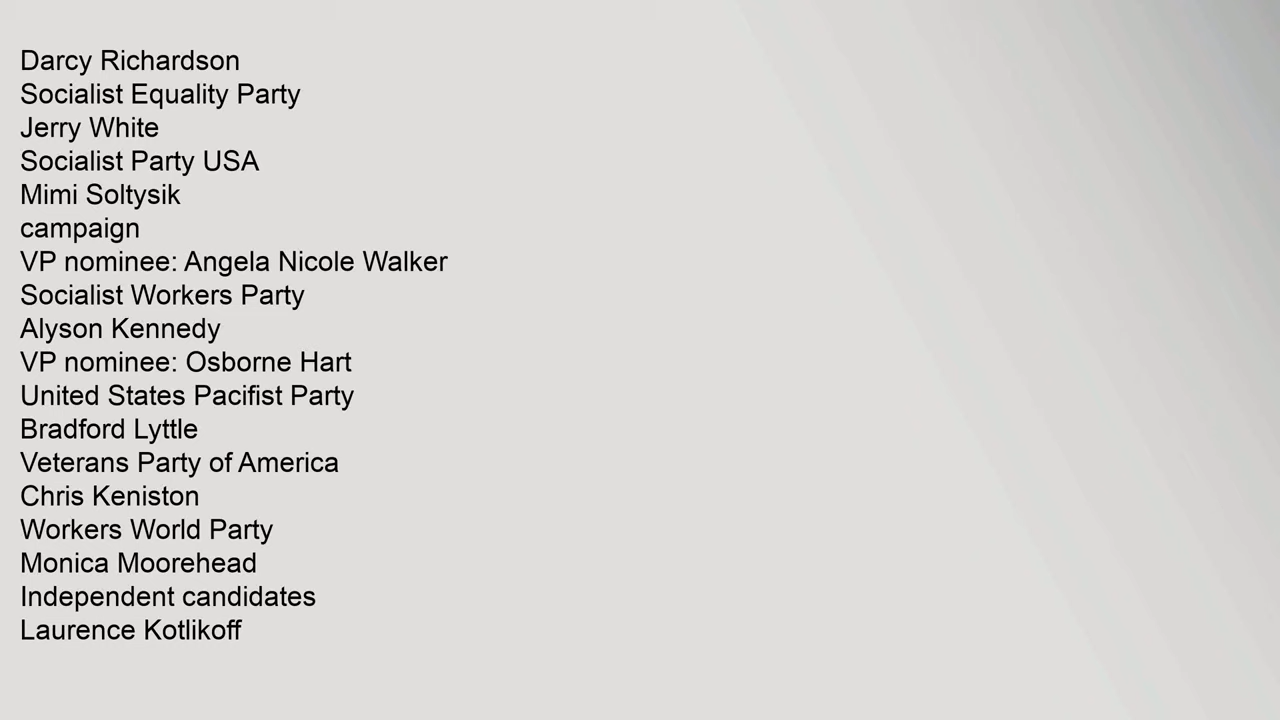 Darcy Richardson
Socialist Equality Party
Jerry White
Socialist Party USA
Mimi Soltysik
campaign
VP nominee: Angela Nicole Walker
Socialist Workers Party
Alyson Kennedy
VP nominee: Osborne Hart
United States Pacifist Party
Bradford Lyttle
Veterans Party of America
Chris Keniston
Workers World Party
Monica Moorehead
Independent candidates
Laurence Kotlikoff